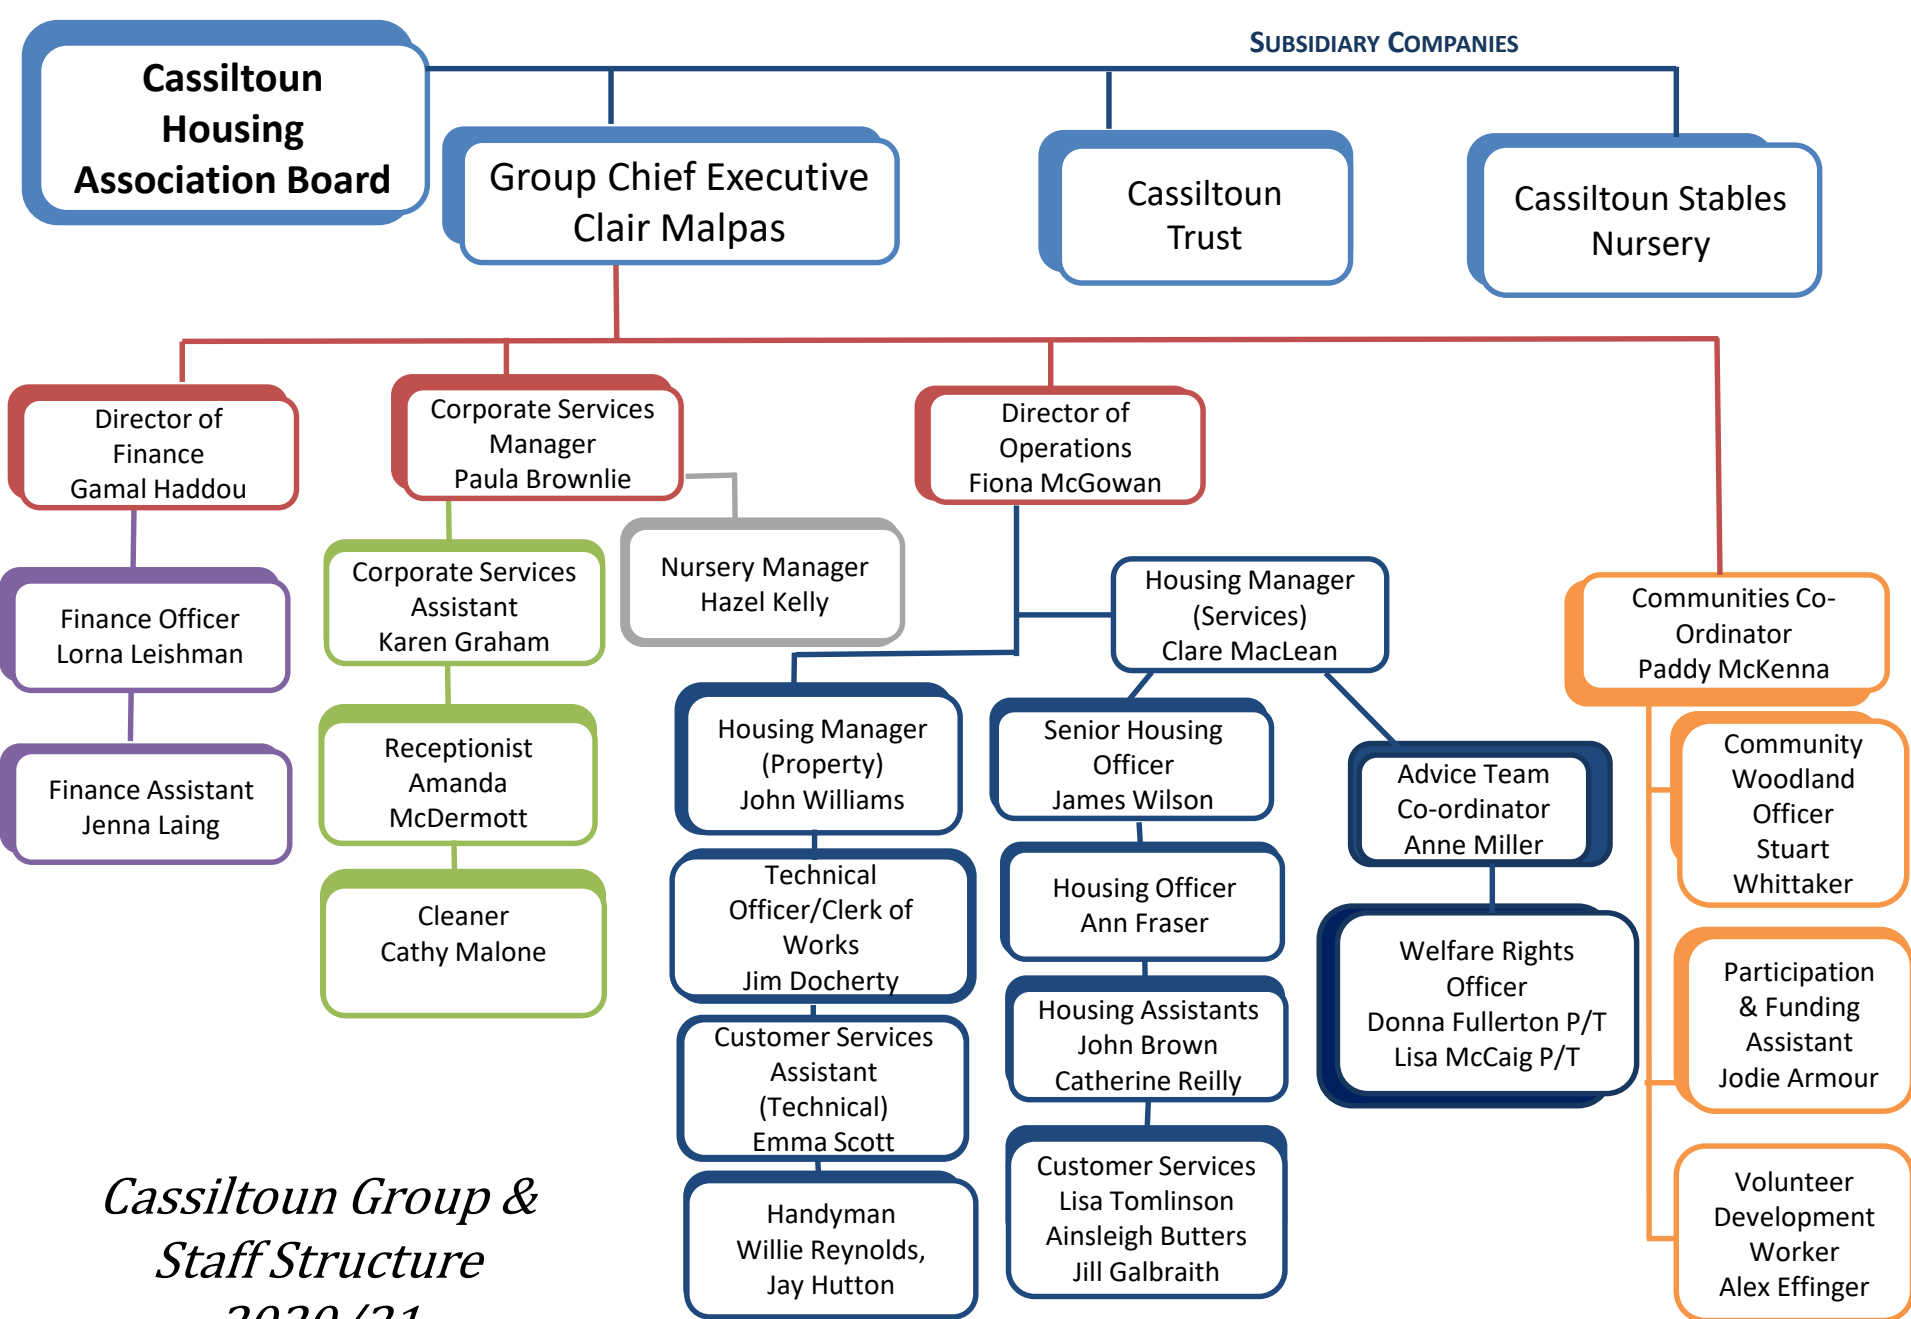 SUBSIDIARY COMPANIES
Cassiltoun
Housing
Association Board
Group Chief Executive
Clair Malpas
Cassiltoun
Trust
Cassiltoun Stables
Nursery
Director of
Finance
Gamal Haddou
Corporate Services
Manager
Paula Brownlie
Director of
Operations
Fiona McGowan
Finance Officer
Lorna Leishman
Finance Assistant
Jenna Laing
Corporate Services
Assistant
Karen Graham
Receptionist
Amanda
McDermott
Cleaner
Cathy Malone
Nursery Manager
Hazel Kelly
Housing Manager
(Services)
Clare MacLean
Housing Manager
(Property)
John Williams
Technical
Officer/Clerk of
Works
Jim Docherty
Customer Services
Assistant
(Technical)
Emma Scott
Handyman
Willie Reynolds,
Jay Hutton
Senior Housing
Officer
James Wilson
Housing Officer
Ann Fraser
Housing Assistants
John Brown
Catherine Reilly
Customer Services
Lisa Tomlinson
Ainsleigh Butters
Jill Galbraith
Advice Team
Co-ordinator
Anne Miller
Welfare Rights
Officer
Donna Fullerton P/T
Lisa McCaig P/T
Communities Co-
Ordinator
Paddy McKenna
Community
Woodland
Officer
Stuart
Whittaker
Participation
& Funding
Assistant
Jodie Armour
Volunteer
Development
Worker
Alex Effinger
Cassiltoun Group &
Staff Structure
2020/21